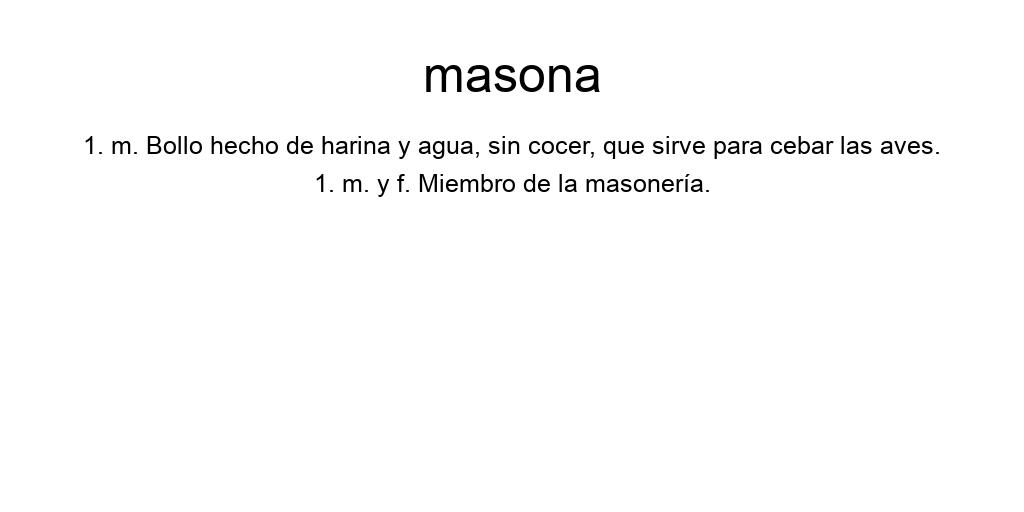 masona
1. m. Bollo hecho de harina y agua, sin cocer, que sirve para cebar las aves.
1. m. y f. Miembro de la masonería.